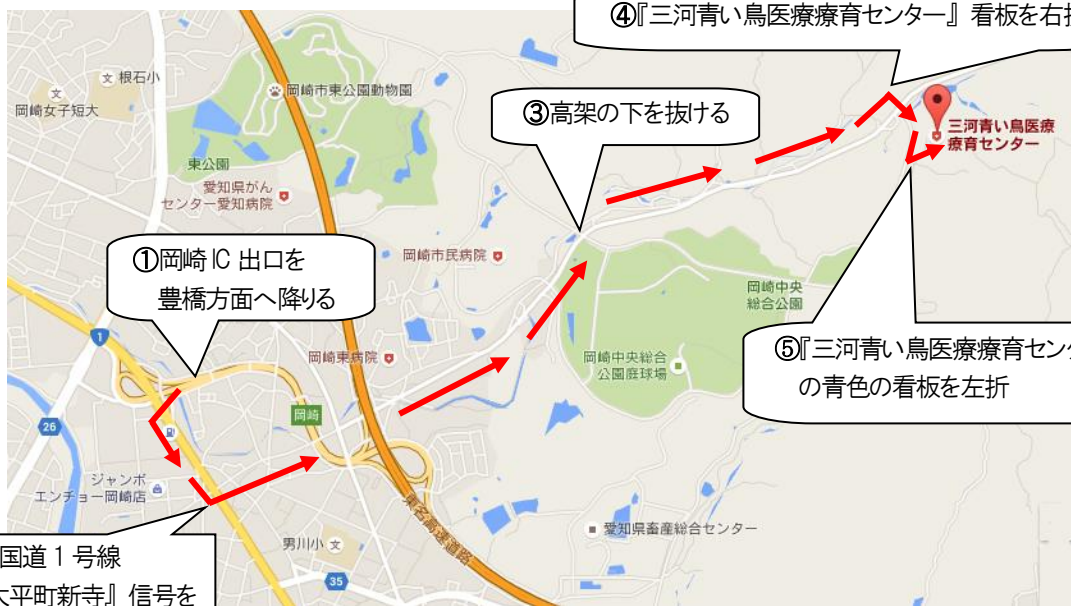 ④『三河青い鳥医療療育センター』看板を右折
文 根石小
文
岡崎女子短大
岡崎市東公園動物園
③高架の下を抜ける
三河青い鳥医療
療育センター
東公園
愛知県がん
センター愛知病院
①岡崎IC 出口を
豊橋方面へ降りる
岡崎市民病院
岡崎中央
総合公園
1
岡崎東病院
岡崎中央総合
公園庭球場
⑤『三河青い鳥医療療育センタ
の青色の看板を左折
岡崎
26
ジャンボ
エンチョー岡崎店
東名高速道路
愛知県畜産総合センター
国道1号線
男川小 文
35
大平町新寺』信号を